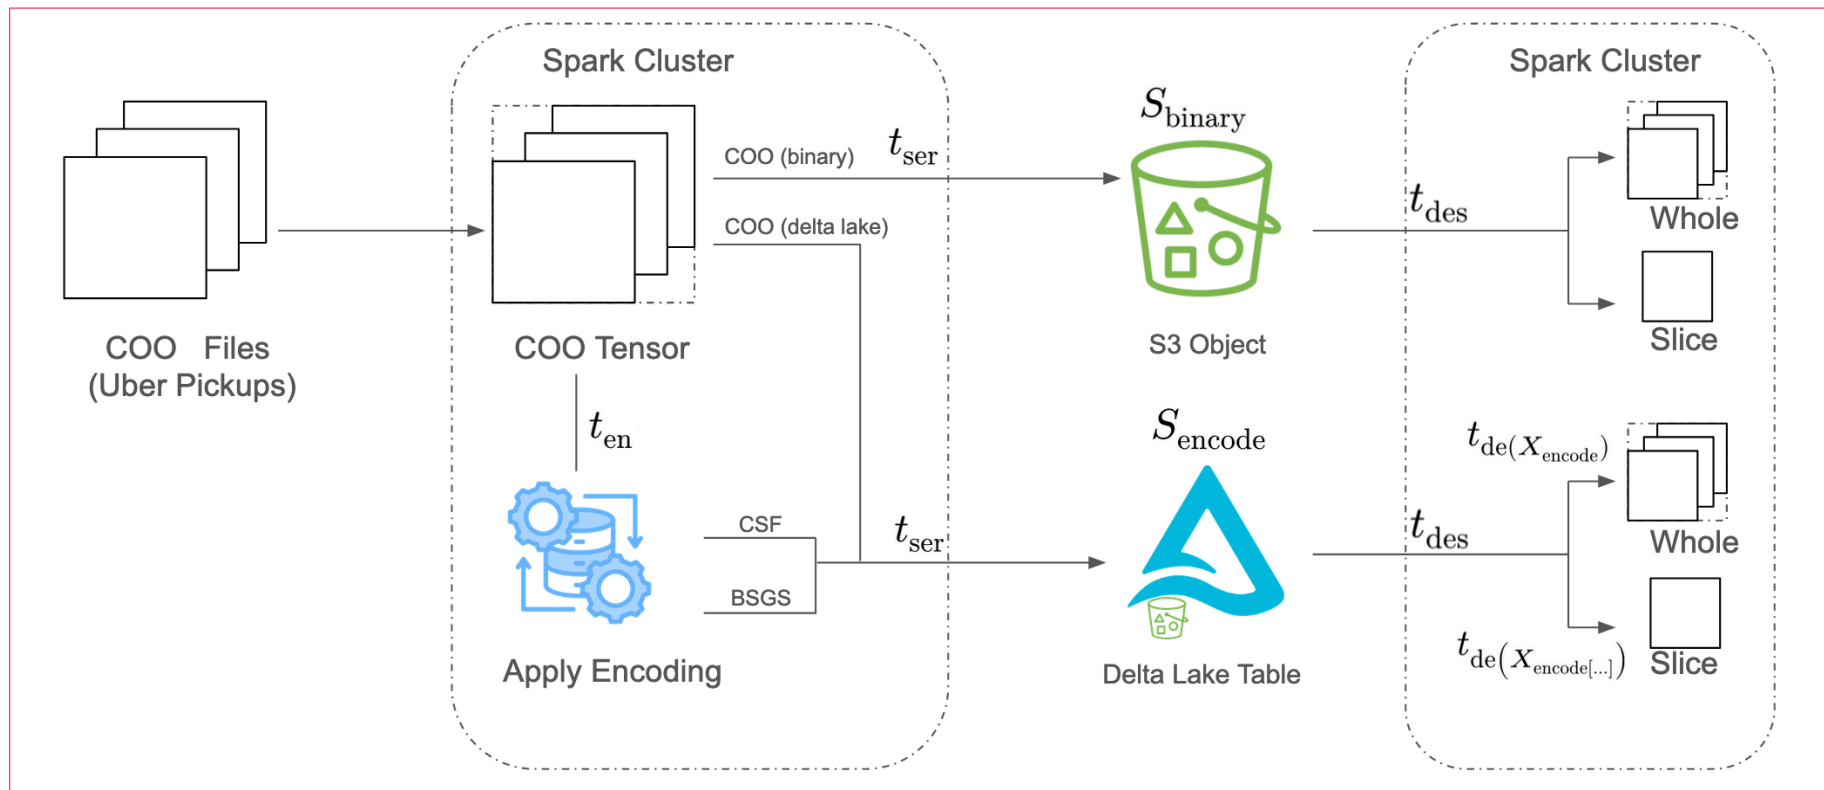 Spark Cluster
COO Files
(Uber Pickups)
COO Tensor
COO (binary)
t_ser
COO (delta lake)
t_en
Apply Encoding
CSF
BSGS
t_ser
S_binary
S3 Object
S_encode
Delta Lake Table
Spark Cluster
t_des
Whole
Slice
t_des
t_de(X_encode)
Whole
t_de(X_encode[...])
Slice